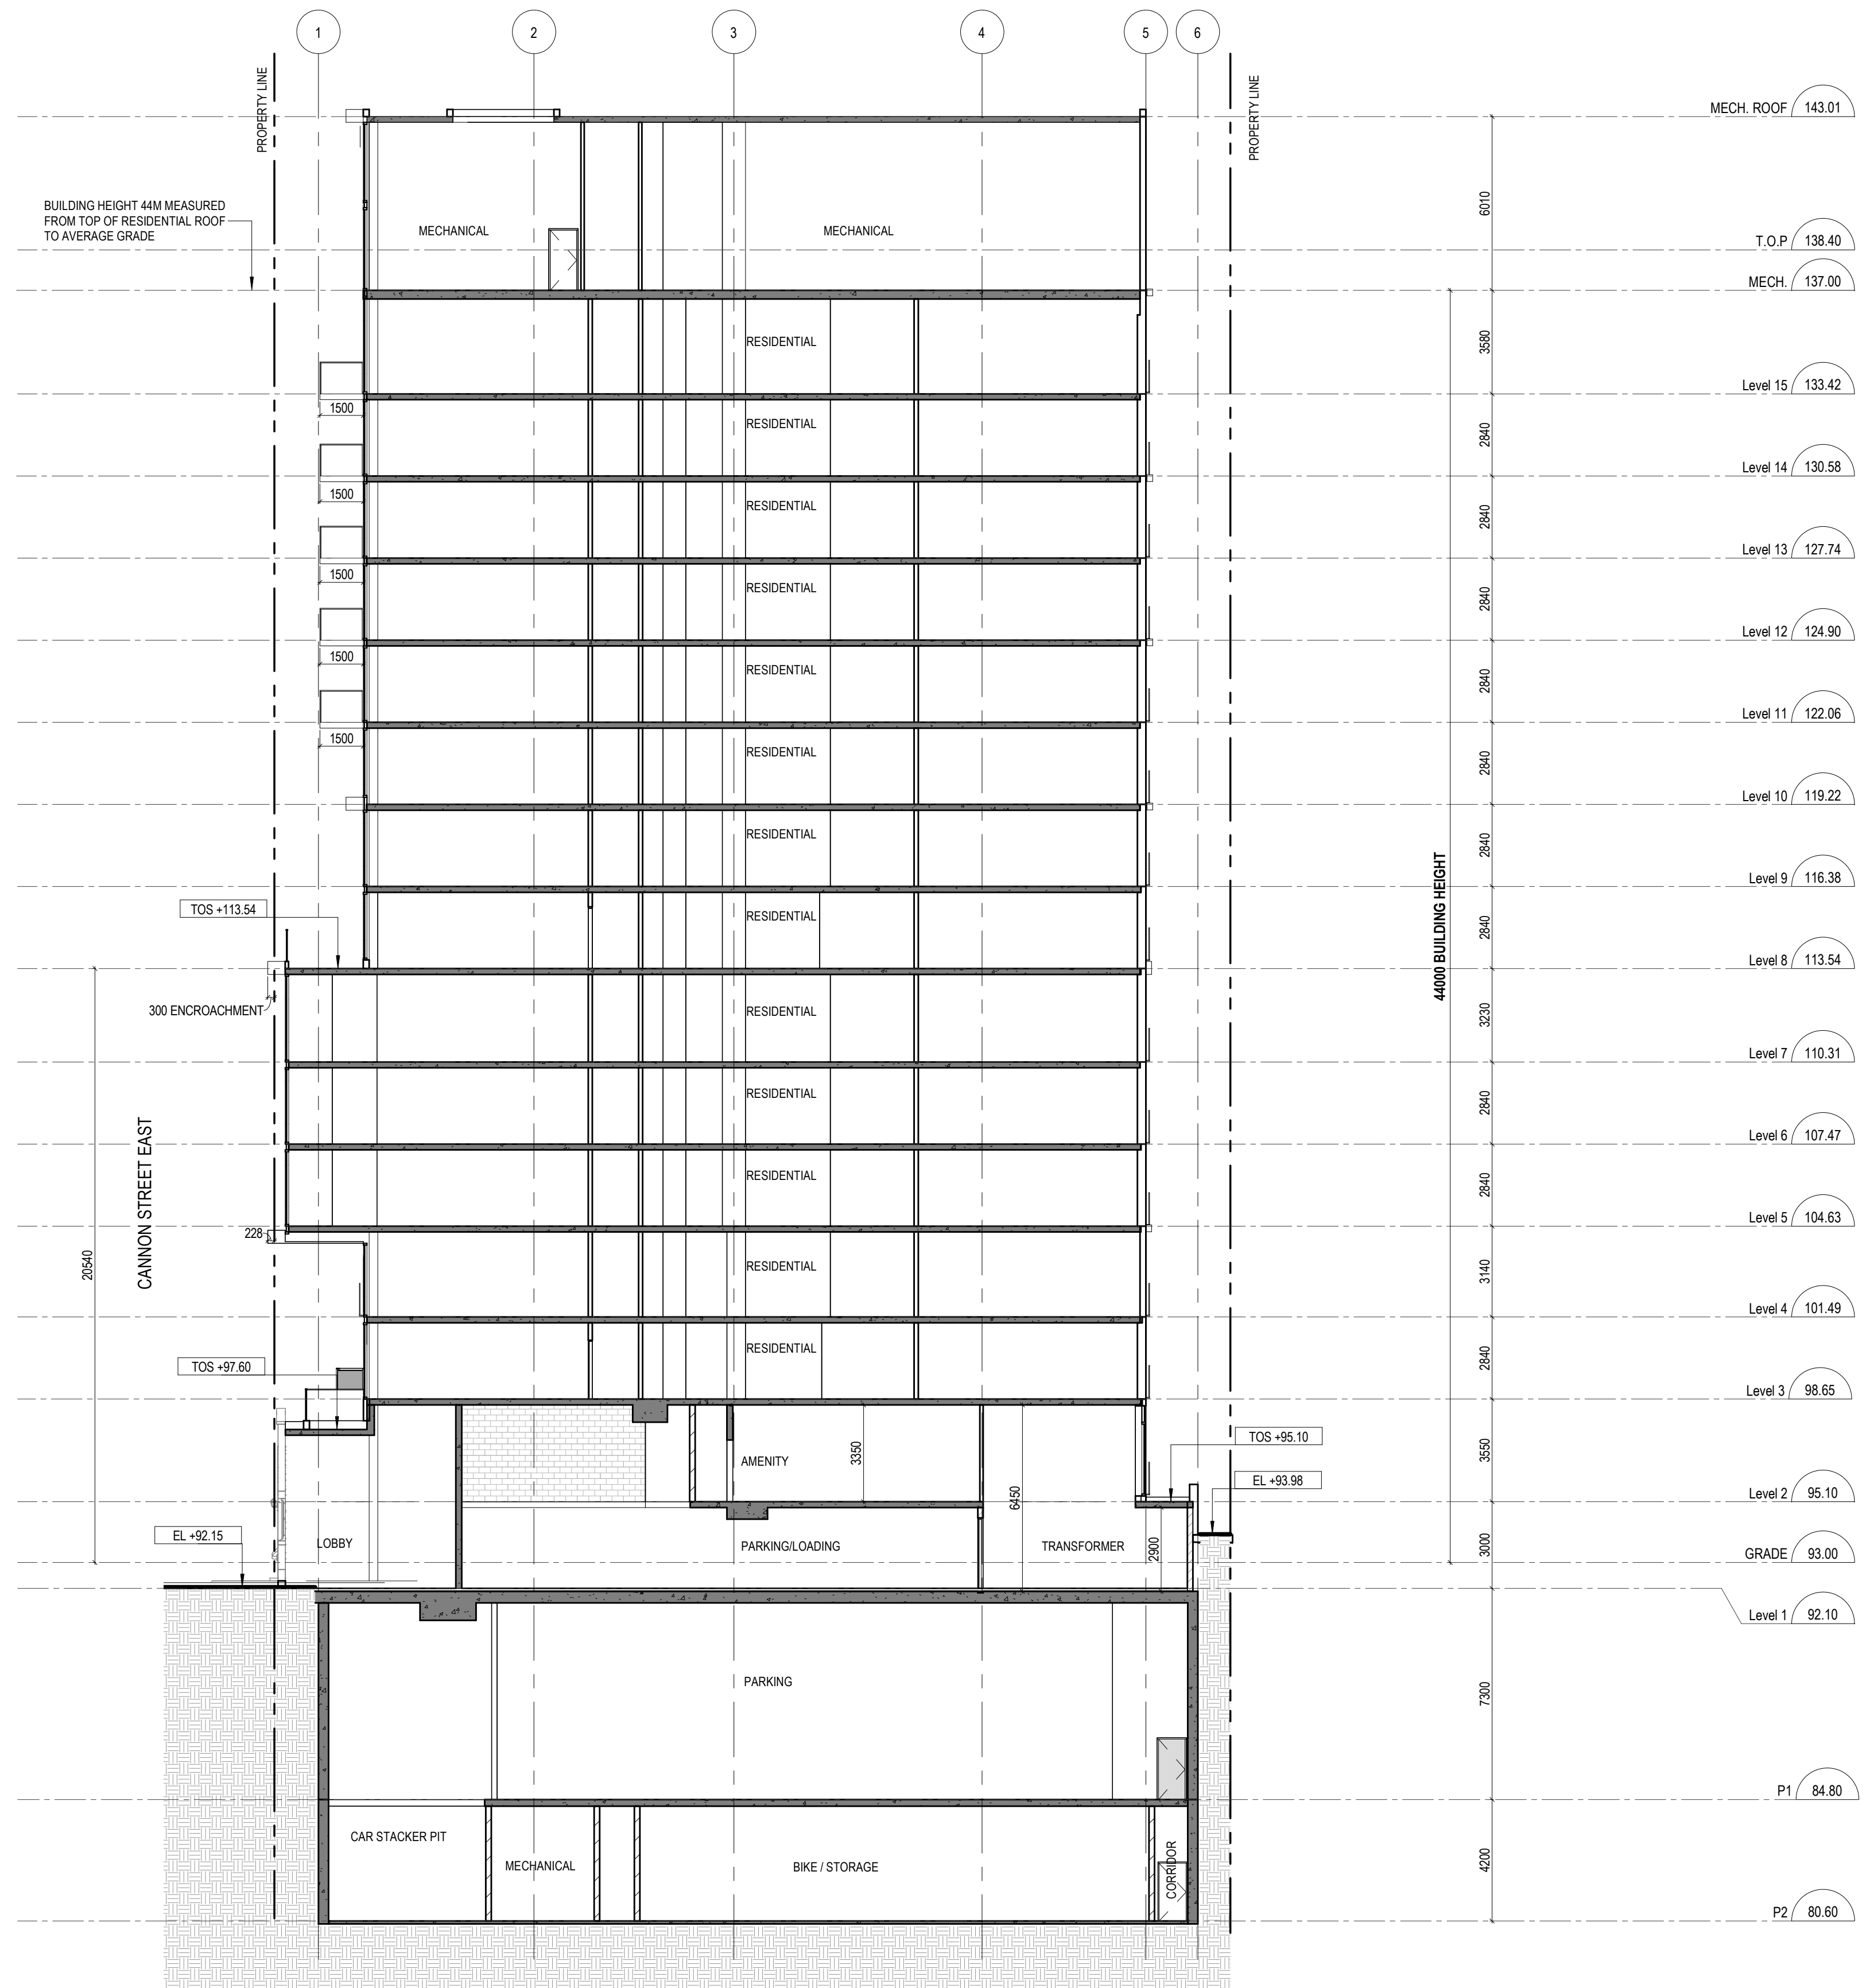 1
2
3
4
5
6
PROPERTY LINE
PROPERTY LINE
MECH. ROOF 143.01
6010
BUILDING HEIGHT 44M MEASURED
FROM TOP OF RESIDENTIAL ROOF
TO AVERAGE GRADE
MECHANICAL
MECHANICAL
T.O.P 138.40
MECH. 137.00
RESIDENTIAL
3580
Level 15 133.42
1500
RESIDENTIAL
2840
Level 14 130.58
1500
RESIDENTIAL
2840
Level 13 127.74
1500
RESIDENTIAL
2840
Level 12 124.90
1500
RESIDENTIAL
2840
Level 11 122.06
1500
RESIDENTIAL
2840
Level 10 119.22
RESIDENTIAL
2840
Level 9 116.38
44000 BUILDING HEIGHT
TOS +113.54
RESIDENTIAL
2840
Level 8 113.54
300 ENCROACHMENT
RESIDENTIAL
3230
Level 7 110.31
RESIDENTIAL
2840
Level 6 107.47
CANNON STREET EAST
RESIDENTIAL
2840
Level 5 104.63
228
20540
RESIDENTIAL
3140
Level 4 101.49
TOS +97.60
RESIDENTIAL
2840
Level 3 98.65
TOS +95.10
AMENITY
3350
3550
EL +93.98
6450
Level 2 95.10
EL +92.15
LOBBY
PARKING/LOADING
TRANSFORMER
2900
3000
GRADE 93.00
Level 1 92.10
PARKING
7300
P1 84.80
CAR STACKER PIT
MECHANICAL
BIKE / STORAGE
CORRIDOR
4200
P2 80.60